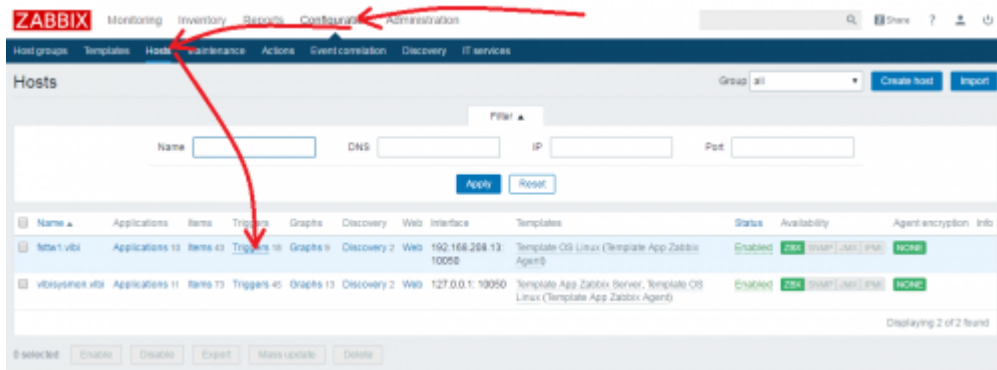 ZABBIX Monitoring Inventory Reports Configuration Administration Share ?
Host groups Templates Hosts Maintenance Actions Event correlation Discovery IT services
Hosts Group all Create host Import
Filter ▲
Name DNS IP Port
Apply Reset
Name ▲ Applications Items Triggers Graphs Discovery Web Interface Templates Status Availability Agent encryption Info
Applications 10 Items 43 Triggers 18 Graphs 9 Discovery 2 Web 192.168.208.13: Template OS Linux (Template App Zabbix Enabled ZBX SNMP JMX IPMI NONE
10050 Agent)
vlbisysmon.vlbi Applications 11 Items 73 Triggers 45 Graphs 13 Discovery 2 Web 127.0.0.1: 10050 Template App Zabbix Server, Template OS Enabled ZBX SNMP JMX IPMI NONE
Linux (Template App Zabbix Agent)
Displaying 2 of 2 found
0 selected Enable Disable Export Mass update Delete